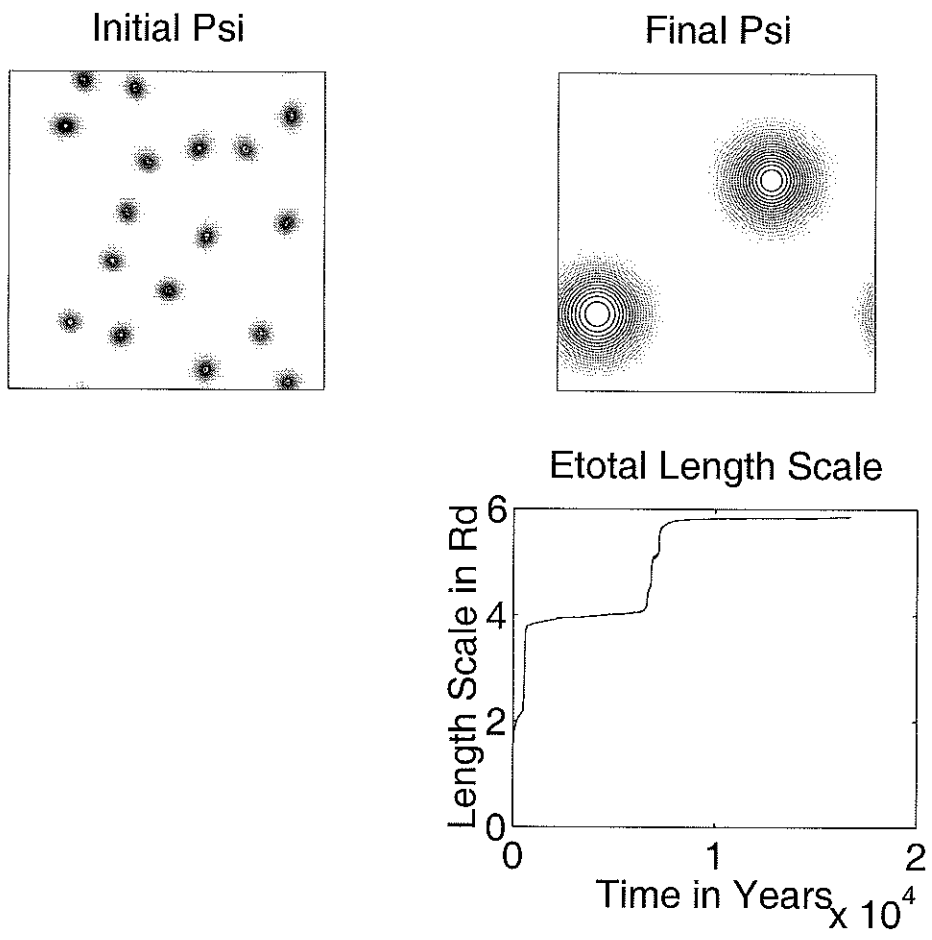 Initial Psi
Final Psi
Etotal Length Scale
Length Scale in Rd
6
4
2
0
0
1
2
Time in Years
x 10^4